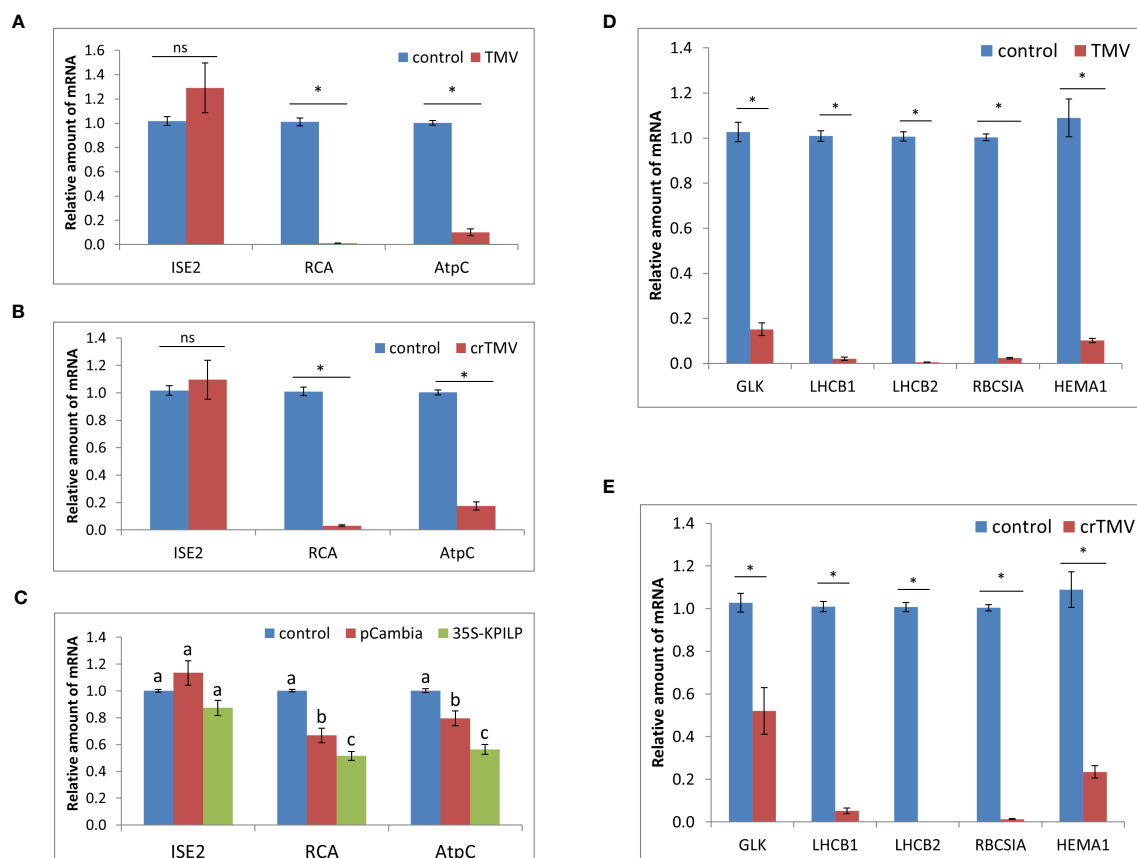 A
Relative amount of mRNA
1.6
1.4
1.2
1.0
0.8
0.6
0.4
0.2
0.0
ns
*
*
control TMV
ISE2 RCA AtpC
B
Relative amount of mRNA
1.4
1.2
1.0
0.8
0.6
0.4
0.2
0.0
ns
*
*
control crTMV
ISE2 RCA AtpC
C
Relative amount of mRNA
1.4
1.2
1.0
0.8
0.6
0.4
0.2
0.0
control pCambia 35S-KPILP
a a a a b c a b c
ISE2 RCA AtpC
D
Relative amount of mRNA
1.4
1.2
1.0
0.8
0.6
0.4
0.2
0.0
control TMV
* * * * *
GLK LHCB1 LHCB2 RBCSIA HEMA1
E
Relative amount of mRNA
1.4
1.2
1.0
0.8
0.6
0.4
0.2
0.0
control crTMV
* * * * *
GLK LHCB1 LHCB2 RBCSIA HEMA1